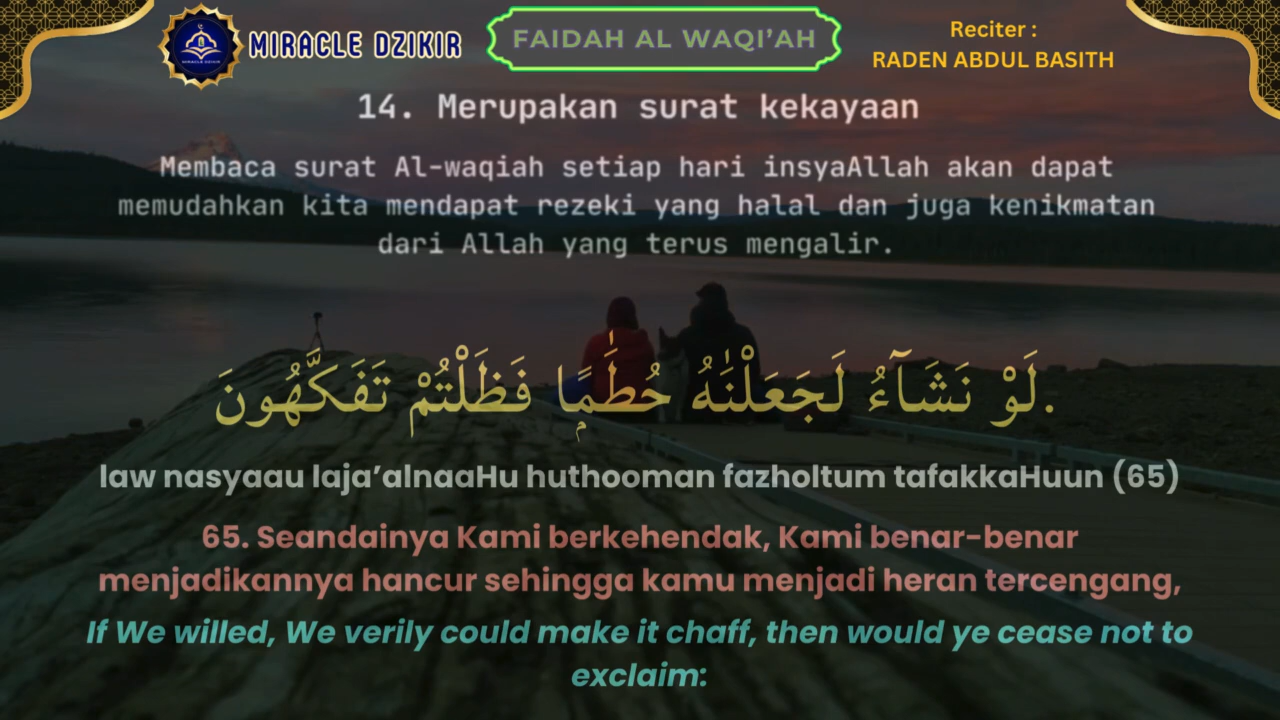 MIRACLE DZIKIR
MIRACLE DZIKIR
FAIDAH AL WAQI’AH
Reciter :
RADEN ABDUL BASITH
14. Merupakan surat kekayaan
Membaca surat Al-waqiah setiap hari insyaAllah akan dapat
memudahkan kita mendapat rezeki yang halal dan juga kenikmatan
dari Allah yang terus mengalir.
لَوْ نَشَآءُ لَجَعَلْنَٰهُ حُطَٰمًۭا فَظَلْتُمْ تَفَكَّهُونَ.
law nasyaau laja’alnaaHu huthooman fazholtum tafakkaHuun (65)
65. Seandainya Kami berkehendak, Kami benar-benar
menjadikannya hancur sehingga kamu menjadi heran tercengang,
If We willed, We verily could make it chaff, then would ye cease not to
exclaim: